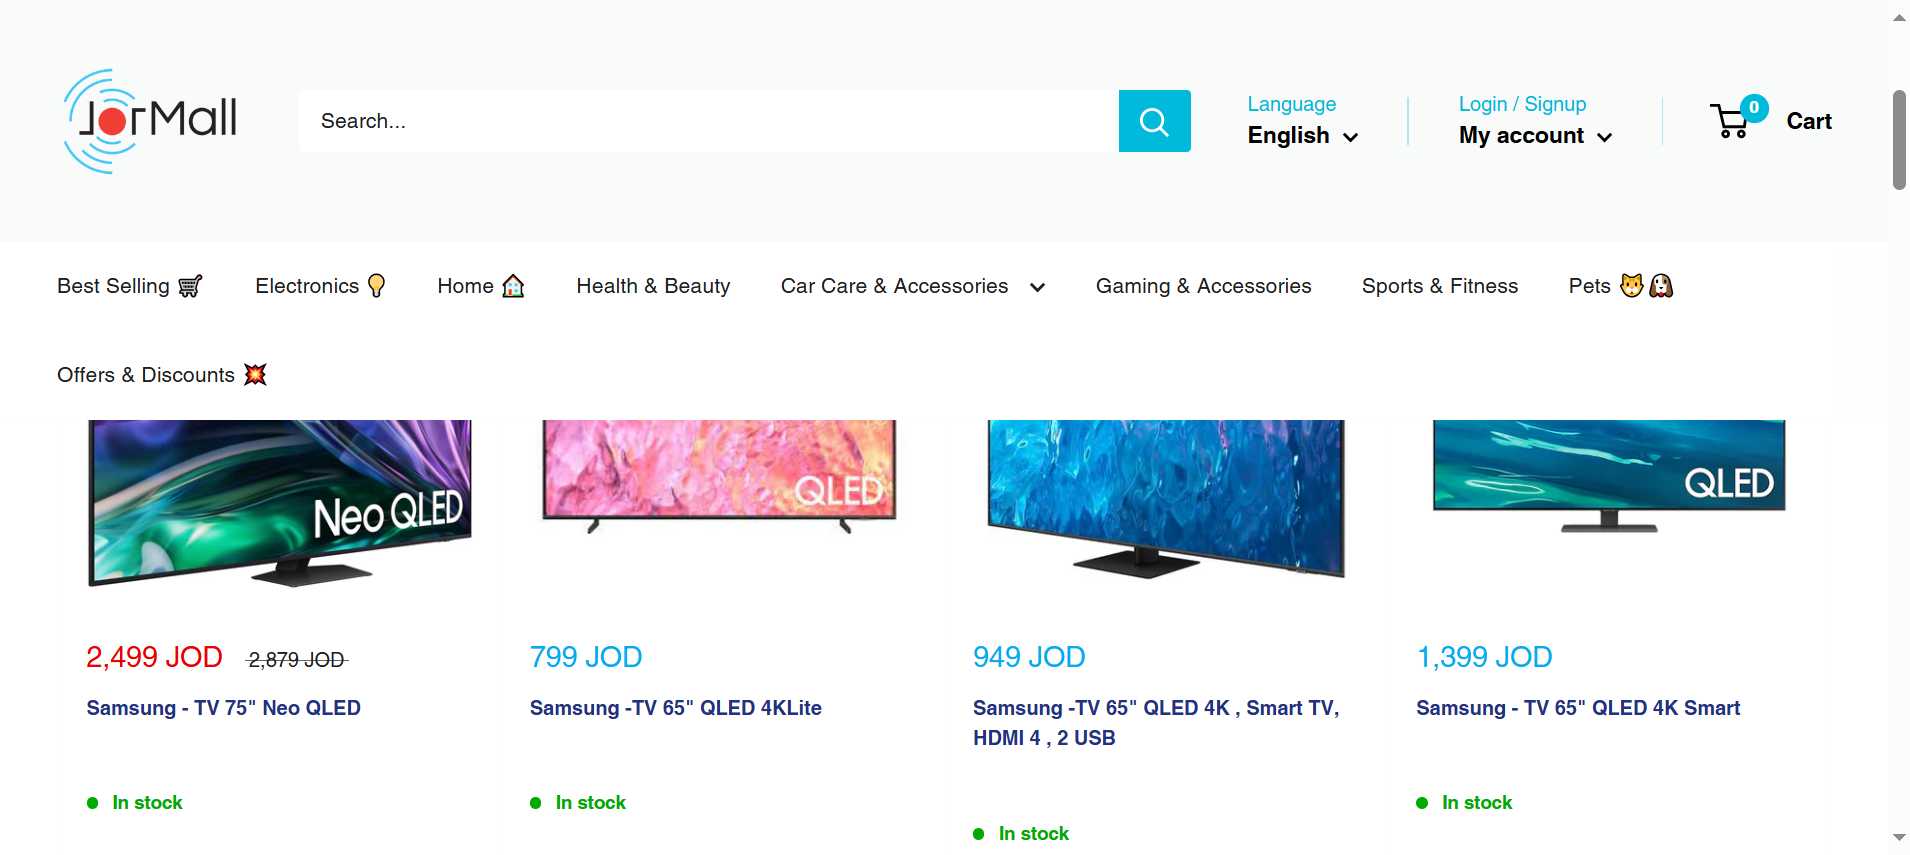 JorMall
Search...
Language
English
Login / Signup
My account
0
Cart
Best Selling
Electronics
Home
Health & Beauty
Car Care & Accessories
Gaming & Accessories
Sports & Fitness
Pets
Offers & Discounts
Neo QLED
QLED
QLED
2,499 JOD 2,879 JOD
Samsung - TV 75" Neo QLED
In stock
799 JOD
Samsung -TV 65" QLED 4KLite
In stock
949 JOD
Samsung -TV 65" QLED 4K , Smart TV,
HDMI 4 , 2 USB
In stock
1,399 JOD
Samsung - TV 65" QLED 4K Smart
In stock